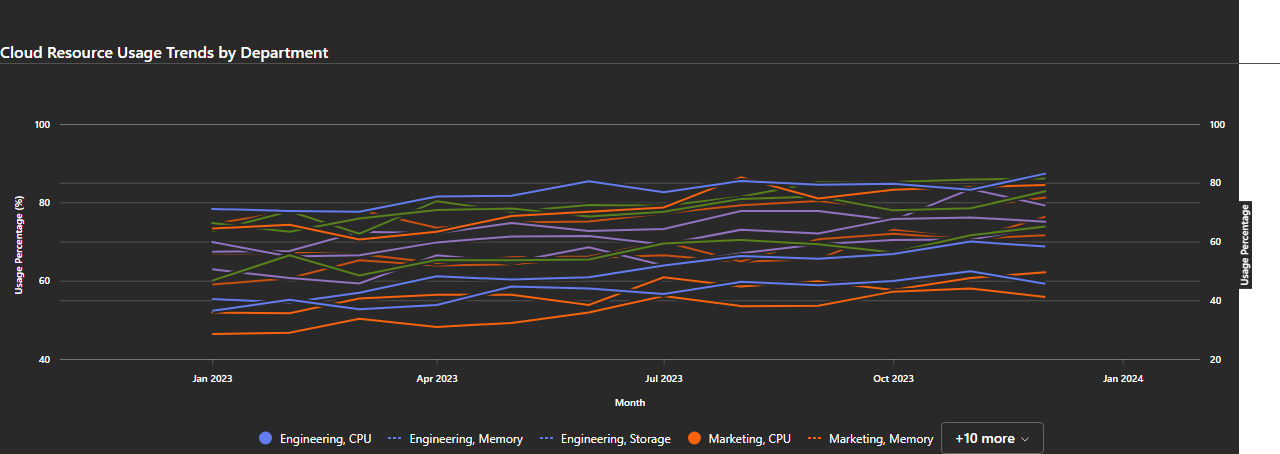 Cloud Resource Usage Trends by Department
100
80
60
40
Usage Percentage (%)
100
80
60
40
20
Usage Percentage
Jan 2023 Apr 2023 Jul 2023 Oct 2023 Jan 2024
Month
Engineering, CPU Engineering, Memory Engineering, Storage Marketing, CPU Marketing, Memory +10 more